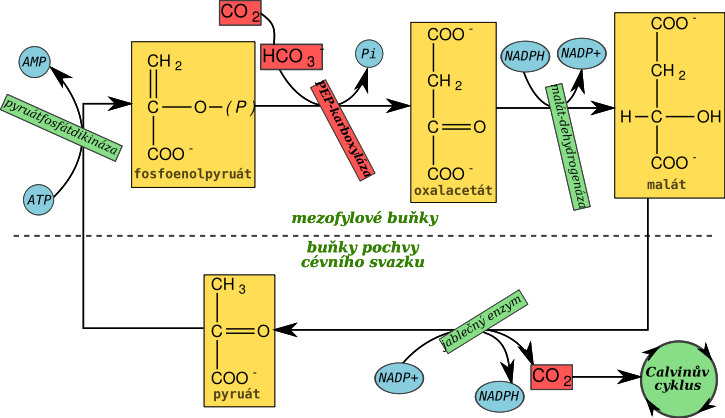 CO2
HCO3-
AMP
ATP
pyruátfosfátdikináza
CH2
C O (P)
COO-
fosfoenolpyruát
PEP-karboxyláza
Pi
COO-
CH2
C O
COO-
oxalacetát
NADPH
NADP+
malát-dehydrogenáza
COO-
CH2
H C OH
COO-
malát
mezofylové buňky
buňky pochvy
cévního svazku
CH3
C O
COO-
pyruát
jablečný enzym
NADP+
NADPH
CO2
Calvinův
cyklus